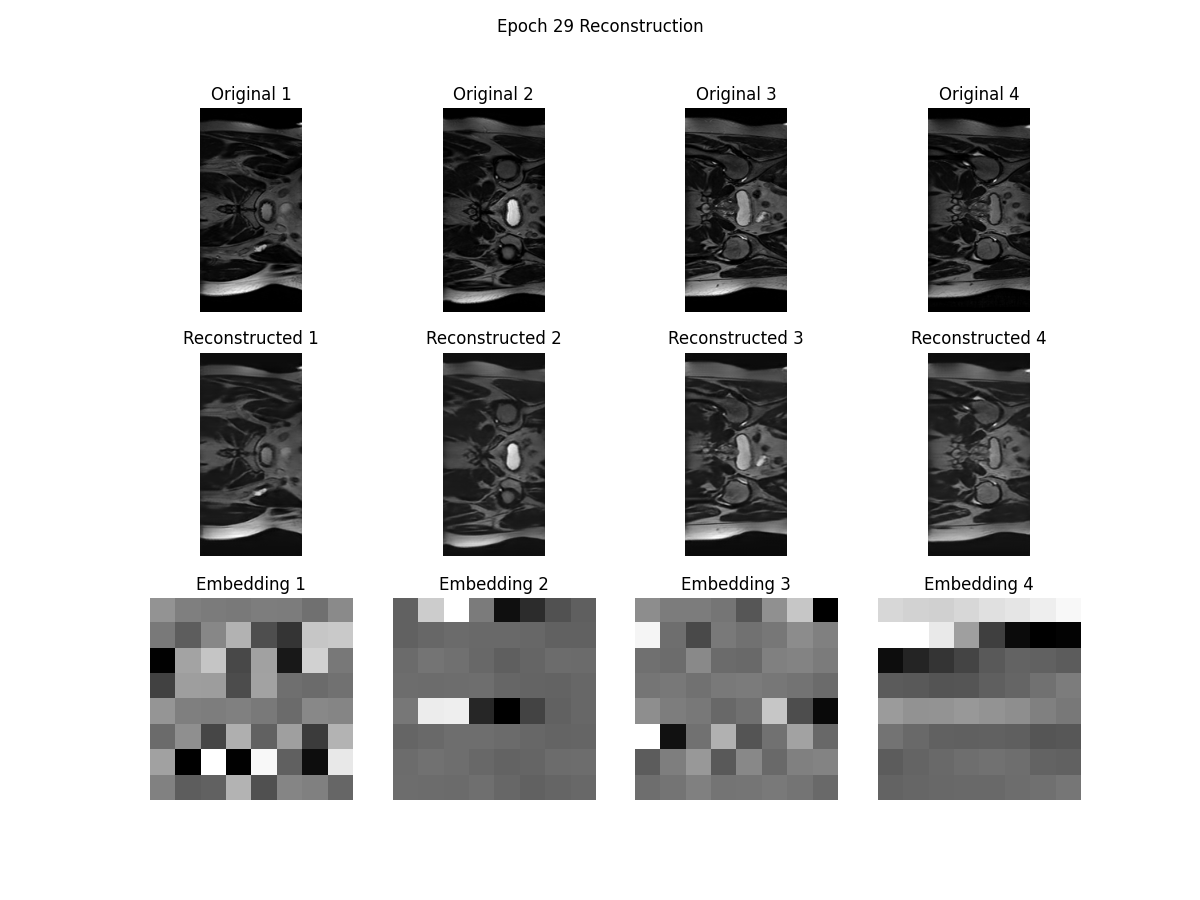 Epoch 29 Reconstruction
Original 1
Original 2
Original 3
Original 4
Reconstructed 1
Reconstructed 2
Reconstructed 3
Reconstructed 4
Embedding 1
Embedding 2
Embedding 3
Embedding 4